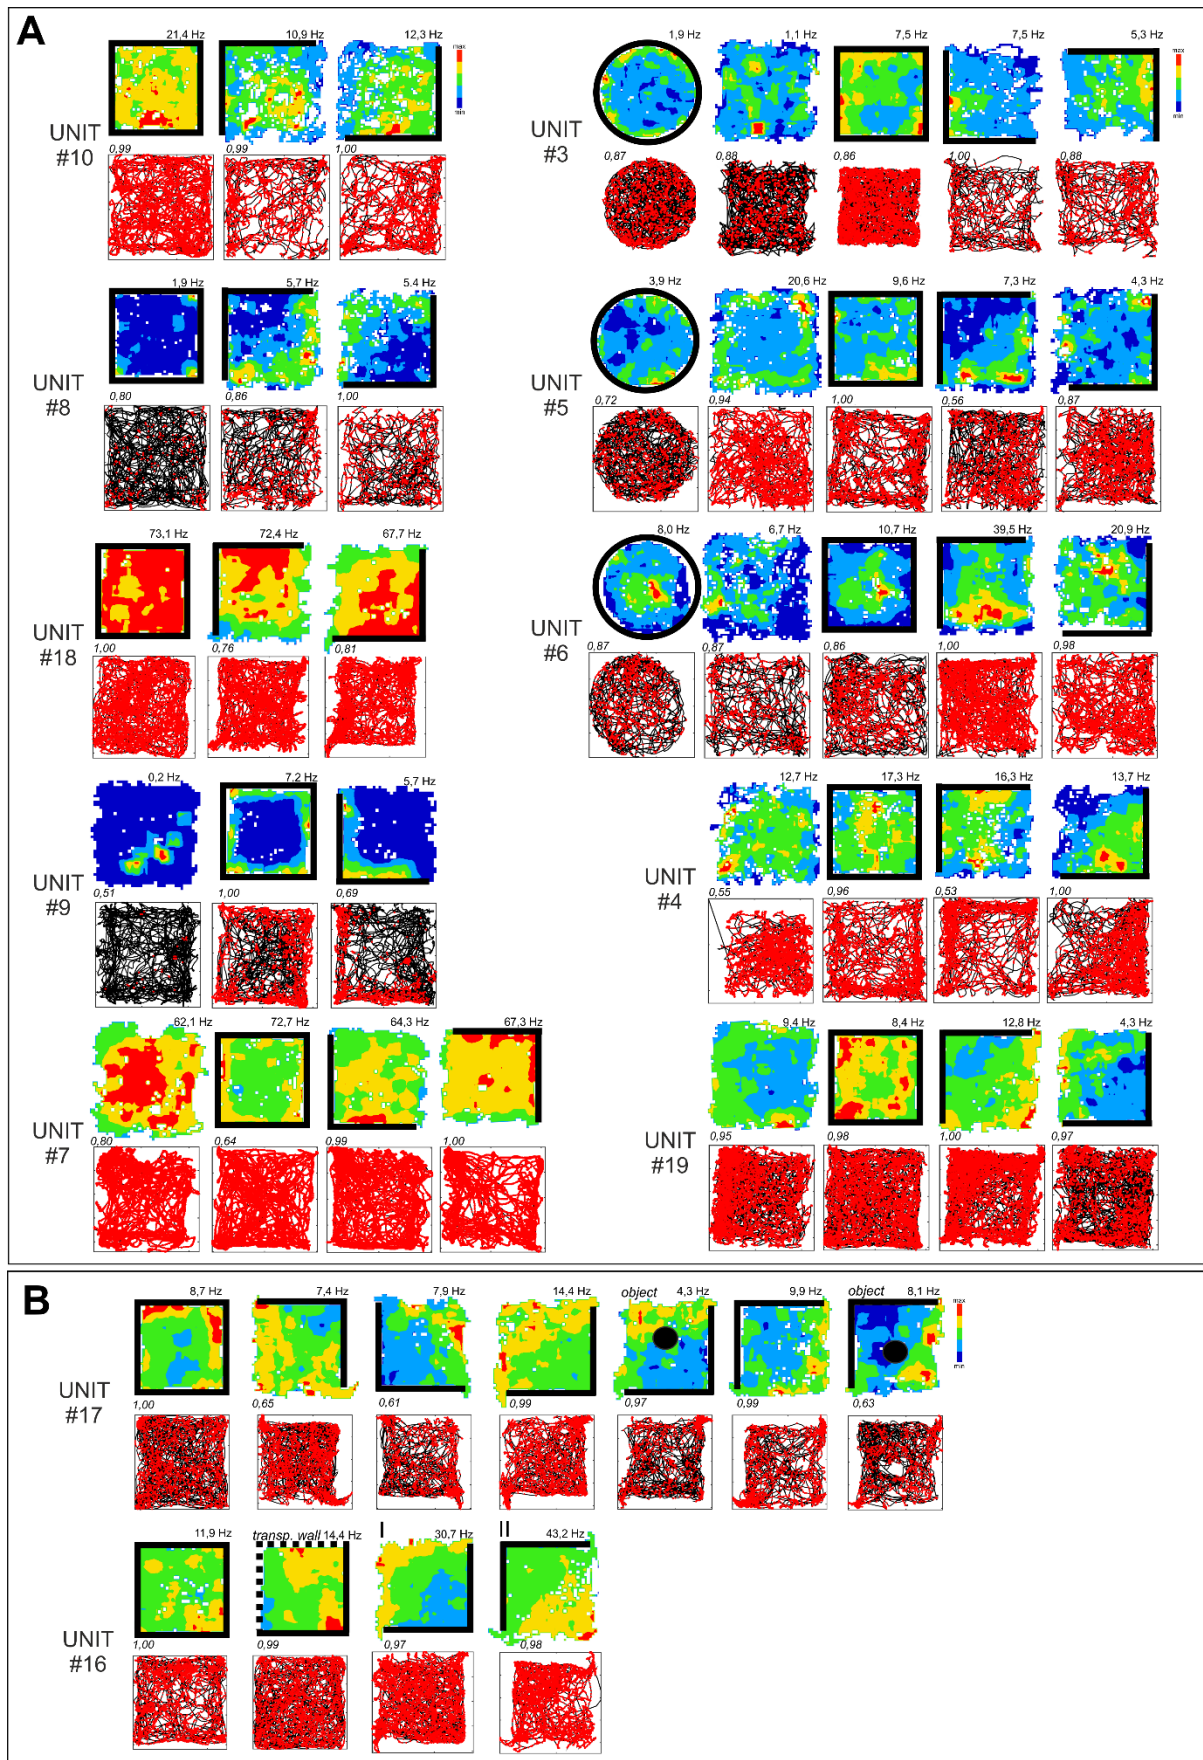 A
21,4 Hz 10,9 Hz 12,3 Hz
max
min
UNIT
#10
0,99 0,99 1,00
1,9 Hz 1,1 Hz 7,5 Hz 7,5 Hz 5,3 Hz
max
min
UNIT
#3
0,87 0,88 0,86 1,00 0,88
1,9 Hz 5,7 Hz 5.4 Hz
UNIT
#8
0,80 0,86 1,00
3,9 Hz 20,6 Hz 9,6 Hz 7,3 Hz 4,3 Hz
UNIT
#5
0,72 0,94 1,00 0,56 0,87
73,1 Hz 72,4 Hz 67,7 Hz
UNIT
#18
1,00 0,76 0,81
8,0 Hz 6,7 Hz 10,7 Hz 39,5 Hz 20,9 Hz
UNIT
#6
0,87 0,87 0,86 1,00 0,98
0,2 Hz 7,2 Hz 5,7 Hz
UNIT
#9
0,51 1,00 0,69
12,7 Hz 17,3 Hz 16,3 Hz 13,7 Hz
UNIT
#4
0,55 0,96 0,53 1,00
62,1 Hz 72,7 Hz 64,3 Hz 67,3 Hz
UNIT
#7
0,80 0,64 0,99 1,00
9,4 Hz 8,4 Hz 12,8 Hz 4,3 Hz
UNIT
#19
0,95 0,98 1,00 0,97
B
8,7 Hz 7,4 Hz 7,9 Hz 14,4 Hz object 4,3 Hz 9,9 Hz object 8,1 Hz
max
min
UNIT
#17
1,00 0,65 0,61 0,99 0,97 0,99 0,63
11,9 Hz transp. wall 14,4 Hz I 30,7 Hz II 43,2 Hz
UNIT
#16
1,00 0,99 0,97 0,98